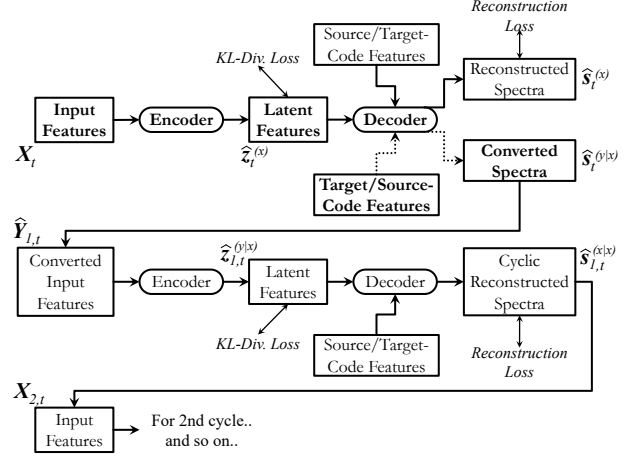 Reconstruction
Loss
Source/Target-
Code Features
KL-Div. Loss
Reconstructed
Spectra
ŝ_t^(x)
Input
Features
Encoder
Latent
Features
Decoder
X_t
ẑ_t^(x)
Converted
Spectra
ŝ_t^(y|x)
Target/Source-
Code Features
Ŷ_1,t
Converted
Input
Features
Encoder
ẑ_1,t^(y|x)
Latent
Features
Decoder
Cyclic
Reconstructed
Spectra
ŝ_1,t^(x|x)
KL-Div. Loss
Source/Target-
Code Features
Reconstruction
Loss
X_2,t
Input
Features
For 2nd cycle..
and so on..